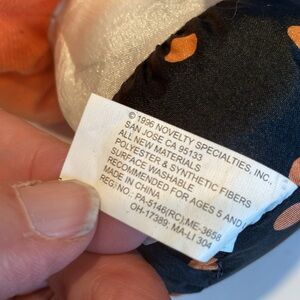 © 1996 NOVELTY SPECIALTIES, INC.,
SAN JOSE CA 95133
ALL NEW MATERIALS
POLYESTER & SYNTHETIC FIBERS
SURFACE WASHABLE
RECOMMENDED FOR AGES 5 AND
MADE IN CHINA
REG NO., PA-5146(RC); ME-3658
OH-17389, MA-LI 304